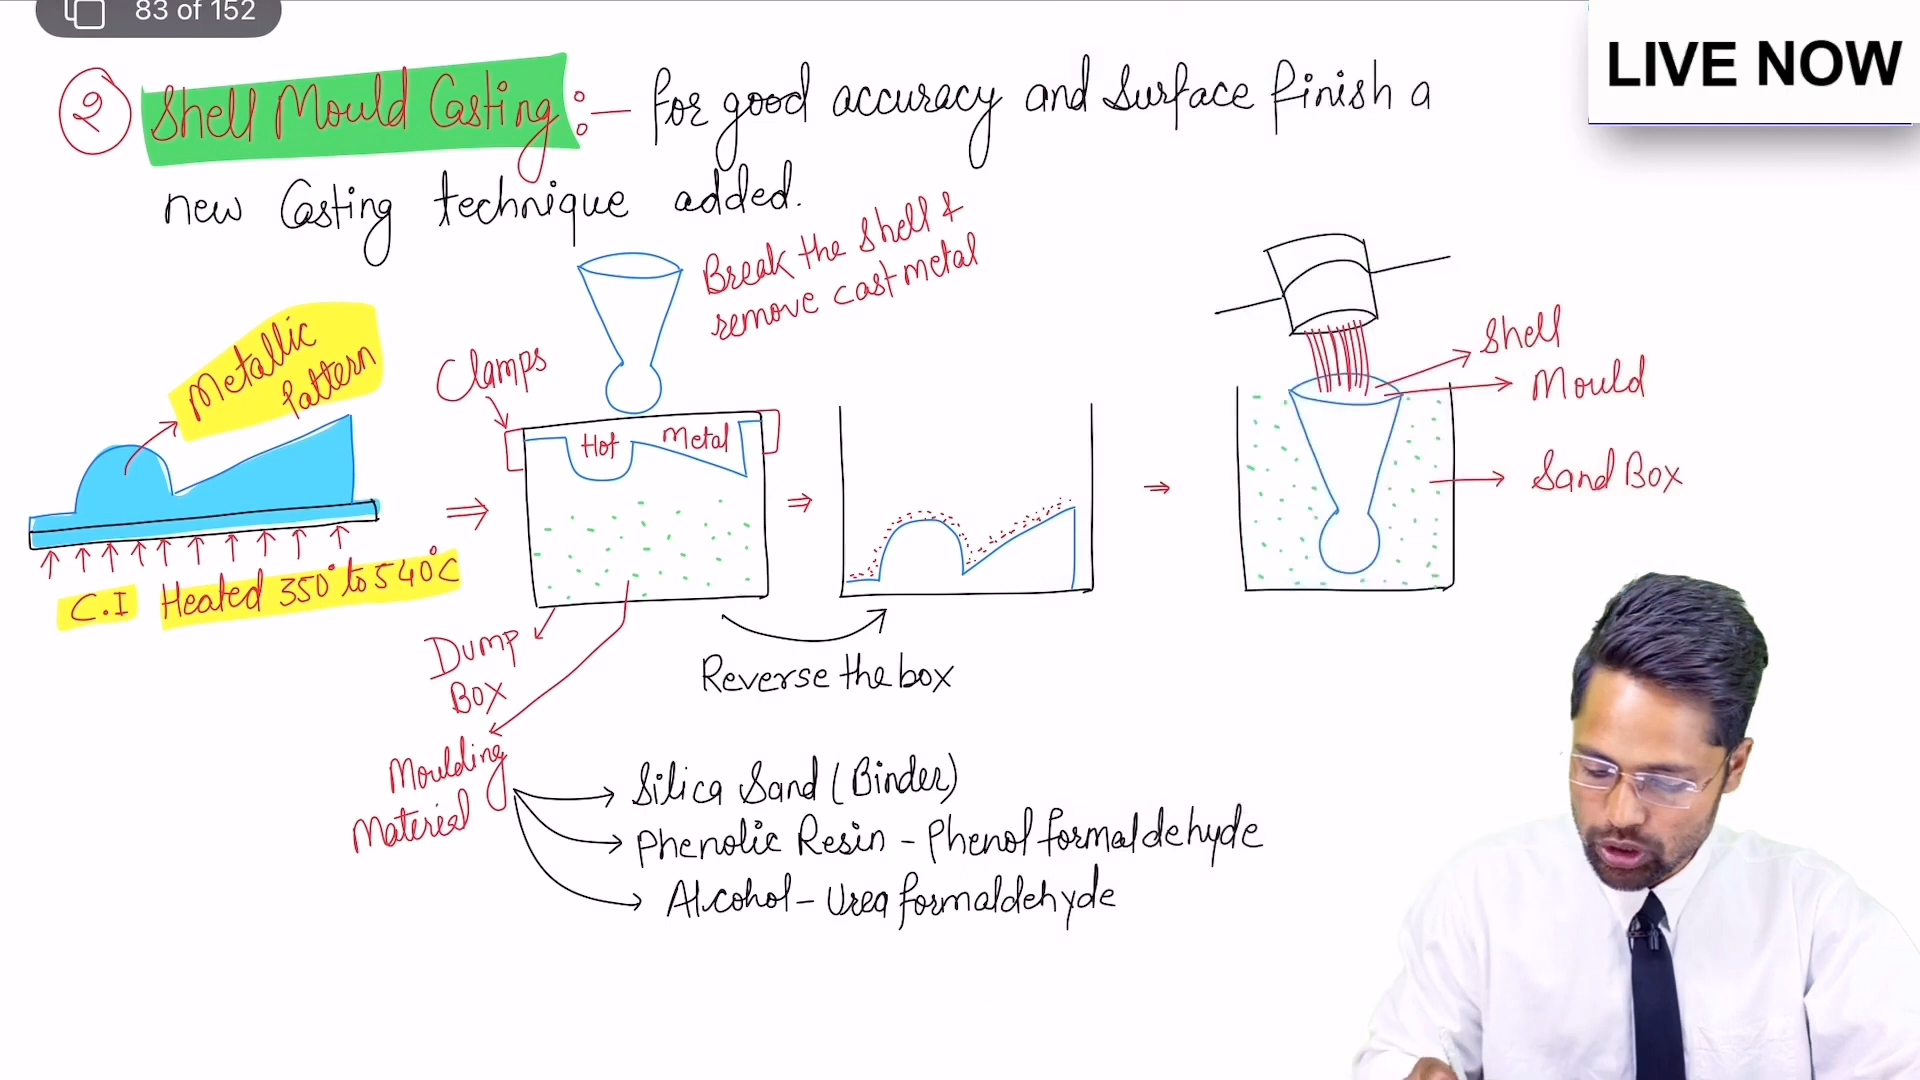 83 of 152
LIVE NOW
2 Shell Mould Casting :- for good accuracy and Surface finish a
new Casting technique added.
Break the shell &
remove cast metal
Metallic
Pattern
Clamps
Hot Metal
Shell
Mould
Sand Box
C.I Heated 350° to 540°C
Dump
Box
Reverse the box
Moulding
Material
Silica Sand (Binder)
Phenolic Resin - Phenol formaldehyde
Alcohol - Urea formaldehyde